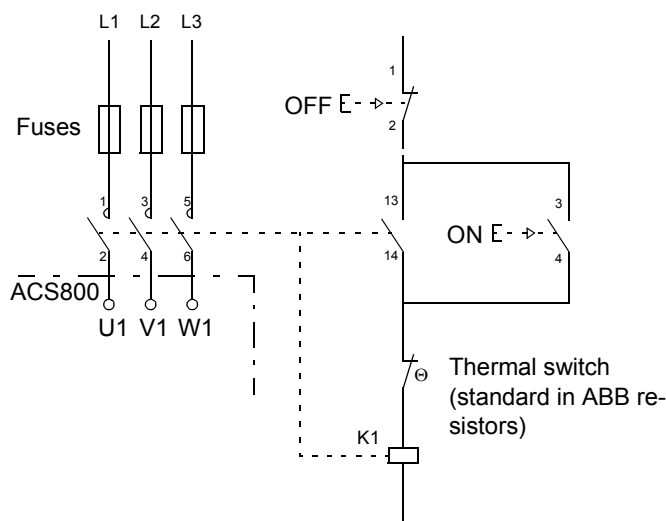 L1 L2 L3
1
OFF
2
Fuses
1 3 5
13
3
ON
2 4 6
14
4
ACS800
U1 V1 W1
Θ
Thermal switch
(standard in ABB re-
sistors)
K1